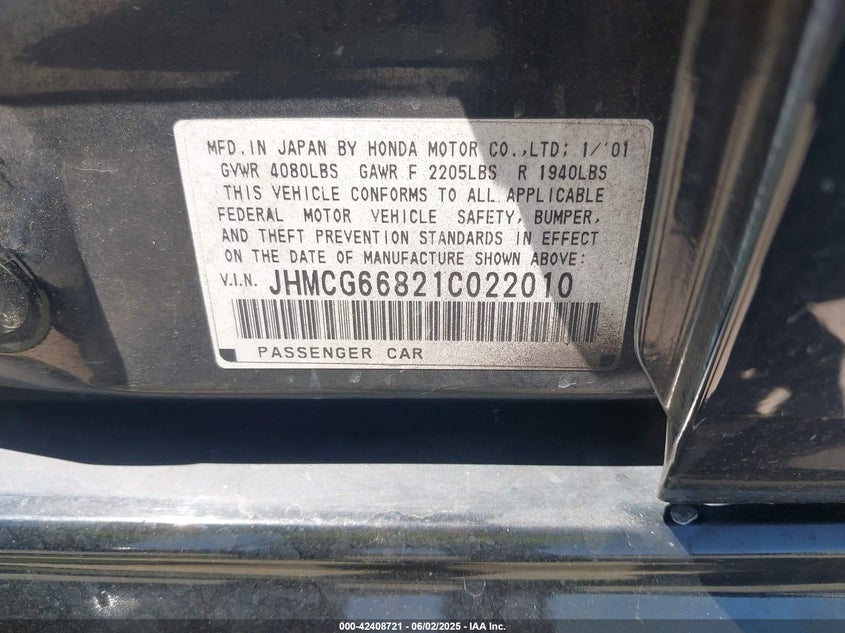 MFD.IN JAPAN BY HONDA MOTOR CO.,LTD; 1/'01
GVWR 4080LBS GAWR F 2205LBS R 1940LBS
THIS VEHICLE CONFORMS TO ALL APPLICABLE
FEDERAL MOTOR VEHICLE SAFETY, BUMPER,
AND THEFT PREVENTION STANDARDS IN EFFECT
ON THE DATE OF MANUFACTURE SHOWN ABOVE:
V.I.N. JHMCG66821C022010
PASSENGER CAR
000-42408721 | 06/02/2025 - IAA Inc.